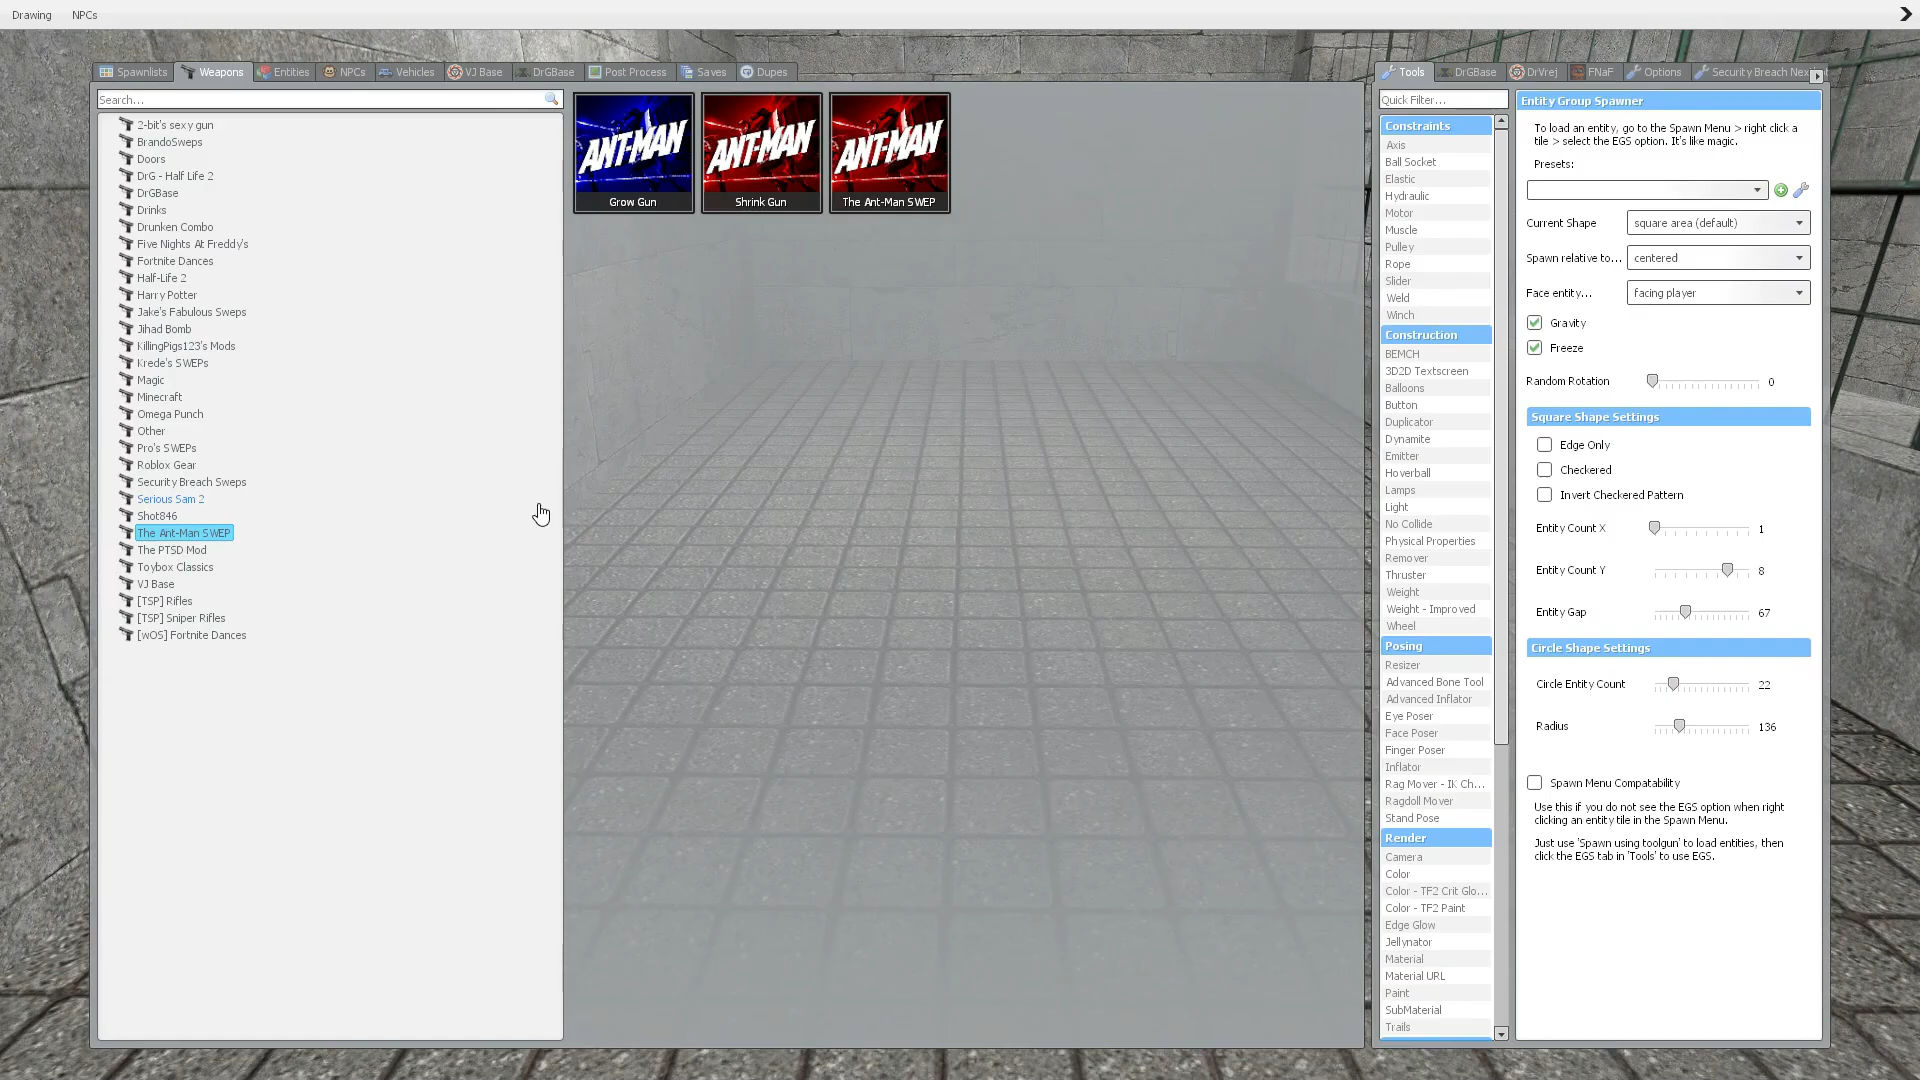 Drawing NPCs
Spawnlists Weapons Entities NPCs Vehicles VJ Base DrGBase Post Process Saves Dupes
Search...
2-bit's sexy gun
BrandoSweps
Doors
DrG - Half Life 2
DrGBase
Drinks
Drunken Combo
Five Nights At Freddy's
Fortnite Dances
Half-Life 2
Harry Potter
Jake's Fabulous Sweps
Jihad Bomb
KillingPigs123's Mods
Krede's SWEPs
Magic
Minecraft
Omega Punch
Other
Pro's SWEPs
Roblox Gear
Security Breach Sweps
Serious Sam 2
Shot846
The Ant-Man SWEP
The PTSD Mod
Toybox Classics
VJ Base
[TSP] Rifles
[TSP] Sniper Rifles
[wOS] Fortnite Dances
ANT-MAN
Grow Gun
ANT-MAN
Shrink Gun
ANT-MAN
The Ant-Man SWEP
Tools DrGBase DrVrej FNaF Options Security Breach
Quick Filter...
Constraints
Axis
Ball Socket
Elastic
Hydraulic
Motor
Muscle
Pulley
Rope
Slider
Weld
Winch
Construction
BEMCH
3D2D Textscreen
Balloons
Button
Duplicator
Dynamite
Emitter
Hoverball
Lamps
Light
No Collide
Physical Properties
Remover
Thruster
Weight
Weight - Improved
Wheel
Posing
Resizer
Advanced Bone Tool
Advanced Inflator
Eye Poser
Face Poser
Finger Poser
Inflator
Rag Mover - IK Ch...
Ragdoll Mover
Stand Pose
Render
Camera
Color
Color - TF2 Crit Glo...
Color - TF2 Paint
Edge Glow
Jellynator
Material
Material URL
Paint
SubMaterial
Trails
Entity Group Spawner
To load an entity, go to the Spawn Menu > right click a
tile > select the EGS option. It's like magic.
Presets:
Current Shape square area (default)
Spawn relative to... centered
Face entity... facing player
Gravity
Freeze
Random Rotation 0
Square Shape Settings
Edge Only
Checkered
Invert Checkered Pattern
Entity Count X 1
Entity Count Y 8
Entity Gap 67
Circle Shape Settings
Circle Entity Count 22
Radius 136
Spawn Menu Compatability
Use this if you do not see the EGS option when right
clicking an entity tile in the Spawn Menu.
Just use 'Spawn using toolgun' to load entities, then
click the EGS tab in 'Tools' to use EGS.